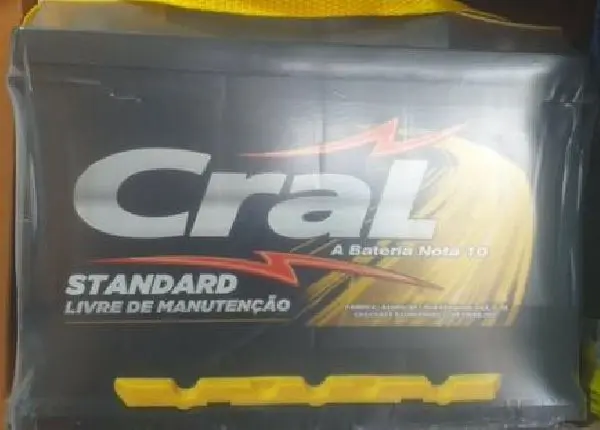 Cral
A Bateria Nota 10
STANDARD
LIVRE DE MANUTENÇÃO